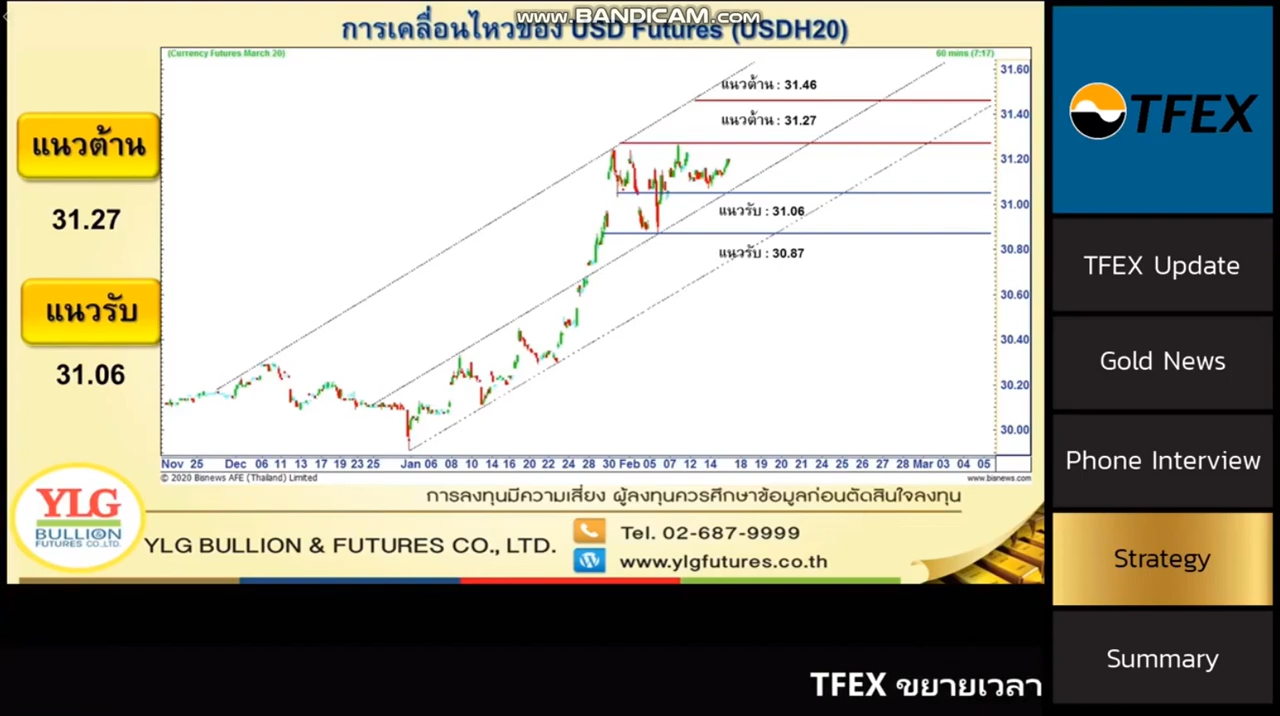 www.BANDICAM.com
การเคลื่อนไหวของ USD Futures (USDH20)
(Currency Futures March 20)
60 mins (7:17)
แนวต้าน
31.27
แนวรับ
31.06
แนวต้าน : 31.46
แนวต้าน : 31.27
แนวรับ : 31.06
แนวรับ : 30.87
31.60
31.40
31.20
31.00
30.80
30.60
30.40
30.20
30.00
Nov 25 Dec 06 11 13 17 19 23 25 Jan 06 08 10 14 16 20 22 24 28 30 Feb 05 07 12 14 18 19 20 21 24 25 26 27 28 Mar 03 04 05
© 2020 Bisnews AFE (Thailand) Limited
www.bisnews.com
การลงทุนมีความเสี่ยง ผู้ลงทุนควรศึกษาข้อมูลก่อนตัดสินใจลงทุน
YLG
BULLION
FUTURES CO.,LTD.
YLG BULLION & FUTURES CO., LTD.
Tel. 02-687-9999
www.ylgfutures.co.th
TFEX
TFEX Update
Gold News
Phone Interview
Strategy
Summary
TFEX ขยายเวลา